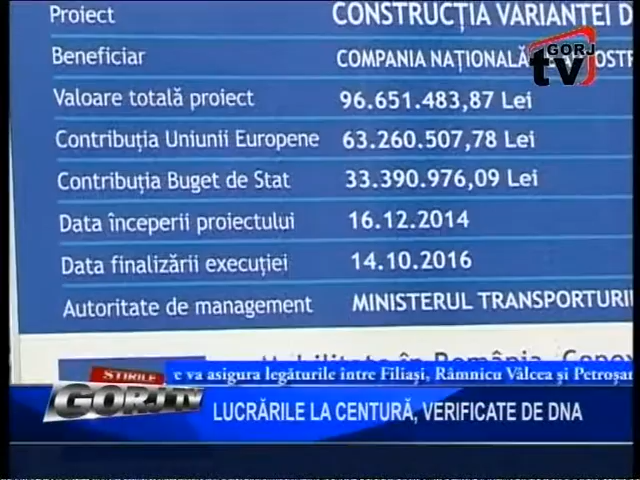 Proiect CONSTRUCȚIA VARIANTEI D
Beneficiar COMPANIA NAȚIONALĂ
GORJ
tv
Valoare totală proiect 96.651.483,87 Lei
Contribuția Uniunii Europene 63.260.507,78 Lei
Contribuția Buget de Stat 33.390.976,09 Lei
Data începerii proiectului 16.12.2014
Data finalizării execuției 14.10.2016
Autoritate de management MINISTERUL TRANSPORTURI
în România
ȘTIRILE
e va asigura legăturile între Filiași, Râmnicu Vâlcea și Petroșan
GORJTV
LUCRĂRILE LA CENTURĂ, VERIFICATE DE DNA